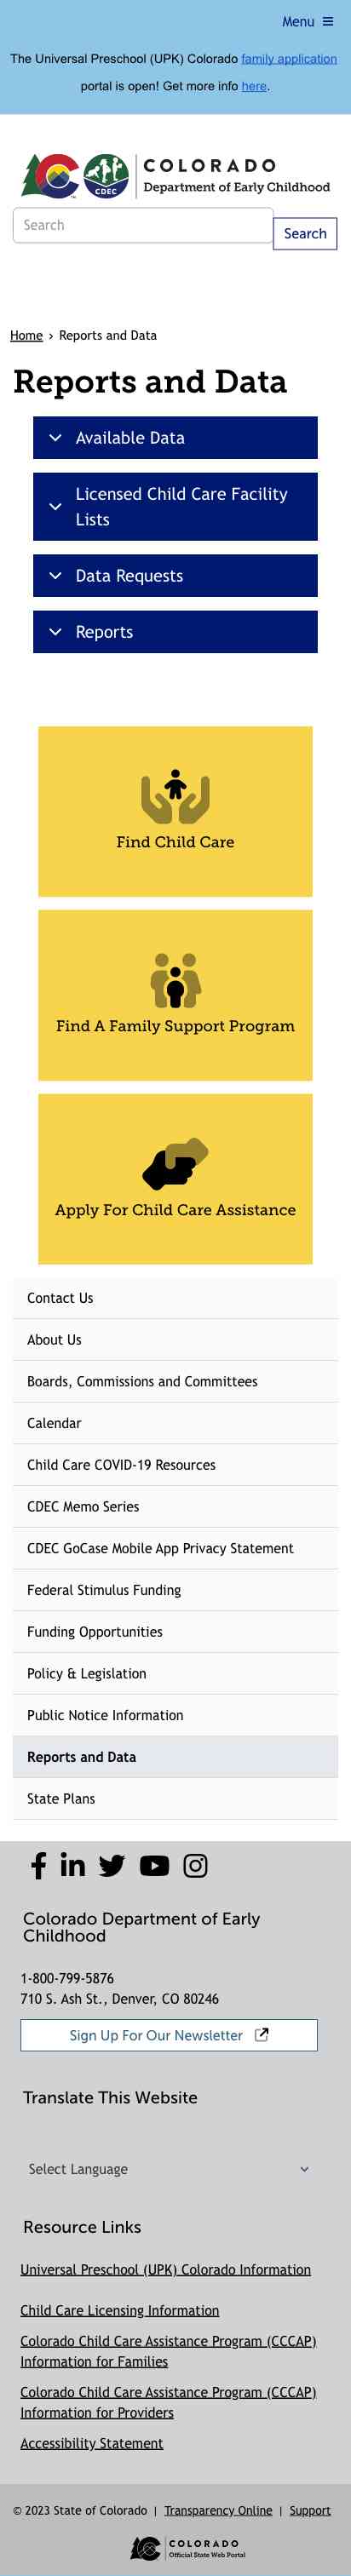 Menu
The Universal Preschool (UPK) Colorado family application
portal is open! Get more info here.
COLORADO
CDEC
TM
Department of Early Childhood
Search
Search
Home › Reports and Data
Reports and Data
Available Data
Licensed Child Care Facility
Lists
Data Requests
Reports
Find Child Care
Find A Family Support Program
Apply For Child Care Assistance
Contact Us
About Us
Boards, Commissions and Committees
Calendar
Child Care COVID-19 Resources
CDEC Memo Series
CDEC GoCase Mobile App Privacy Statement
Federal Stimulus Funding
Funding Opportunities
Policy & Legislation
Public Notice Information
Reports and Data
State Plans
Colorado Department of Early
Childhood
1-800-799-5876
710 S. Ash St., Denver, CO 80246
Sign Up For Our Newsletter
Translate This Website
Select Language
Resource Links
Universal Preschool (UPK) Colorado Information
Child Care Licensing Information
Colorado Child Care Assistance Program (CCCAP)
Information for Families
Colorado Child Care Assistance Program (CCCAP)
Information for Providers
Accessibility Statement
© 2023 State of Colorado | Transparency Online | Support
COLORADO
Official State Web Portal